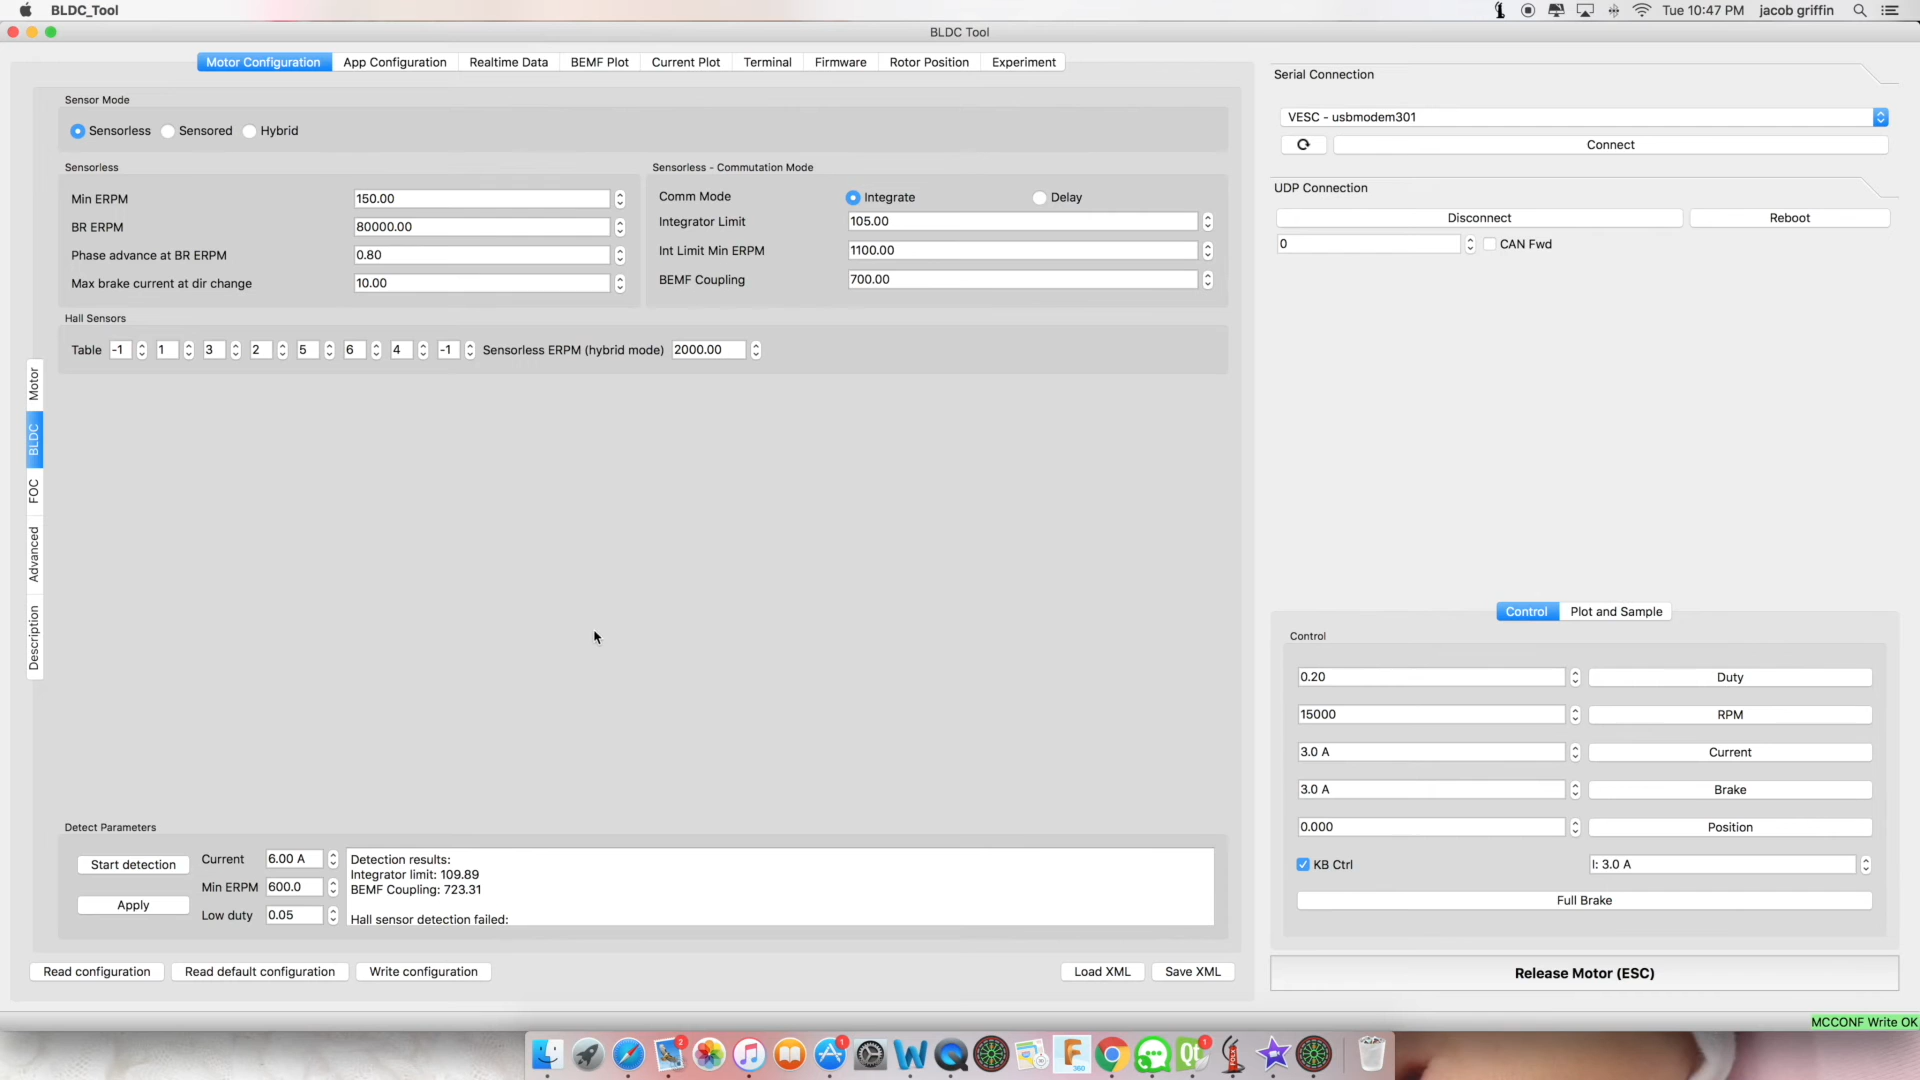 BLDC_Tool
Tue 10:47 PM jacob griffin
BLDC Tool
Motor Configuration App Configuration Realtime Data BEMF Plot Current Plot Terminal Firmware Rotor Position Experiment
Sensor Mode
Sensorless Sensored Hybrid
Sensorless
Min ERPM 150.00
BR ERPM 80000.00
Phase advance at BR ERPM 0.80
Max brake current at dir change 10.00
Sensorless - Commutation Mode
Comm Mode Integrate Delay
Integrator Limit 105.00
Int Limit Min ERPM 1100.00
BEMF Coupling 700.00
Hall Sensors
Table -1 1 3 2 5 6 4 -1 Sensorless ERPM (hybrid mode) 2000.00
Motor
BLDC
FOC
Advanced
Description
Detect Parameters
Start detection
Apply
Current 6.00 A
Min ERPM 600.0
Low duty 0.05
Detection results:
Integrator limit: 109.89
BEMF Coupling: 723.31
Hall sensor detection failed:
Read configuration Read default configuration Write configuration Load XML Save XML
Serial Connection
VESC - usbmodem301
Connect
UDP Connection
Disconnect Reboot
0 CAN Fwd
Control Plot and Sample
Control
0.20 Duty
15000 RPM
3.0 A Current
3.0 A Brake
0.000 Position
KB Ctrl I: 3.0 A
Full Brake
Release Motor (ESC)
MCCONF Write OK
2
1
W
F
360
Qt
1